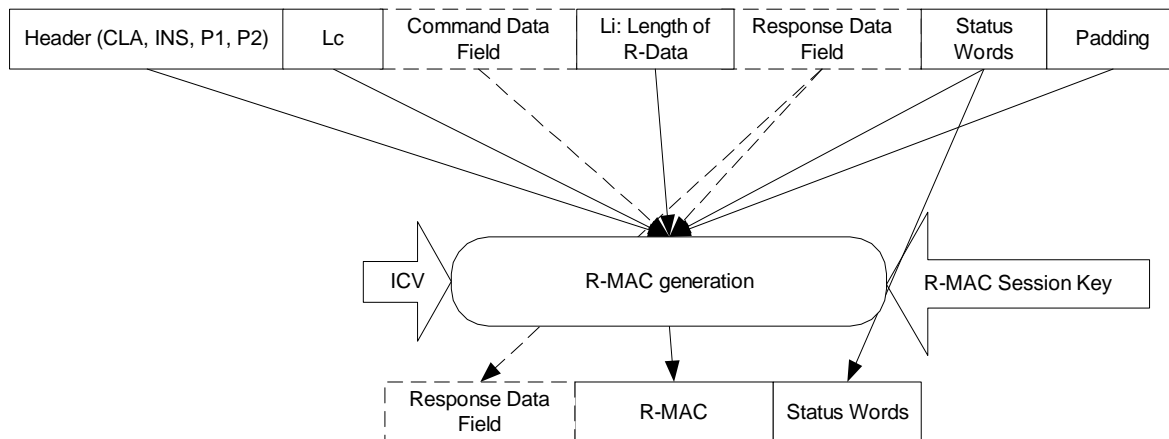 Header (CLA, INS, P1, P2)
Lc
Command Data
Field
Li: Length of
R-Data
Response Data
Field
Status
Words
Padding
ICV
R-MAC generation
R-MAC Session Key
Response Data
Field
R-MAC
Status Words